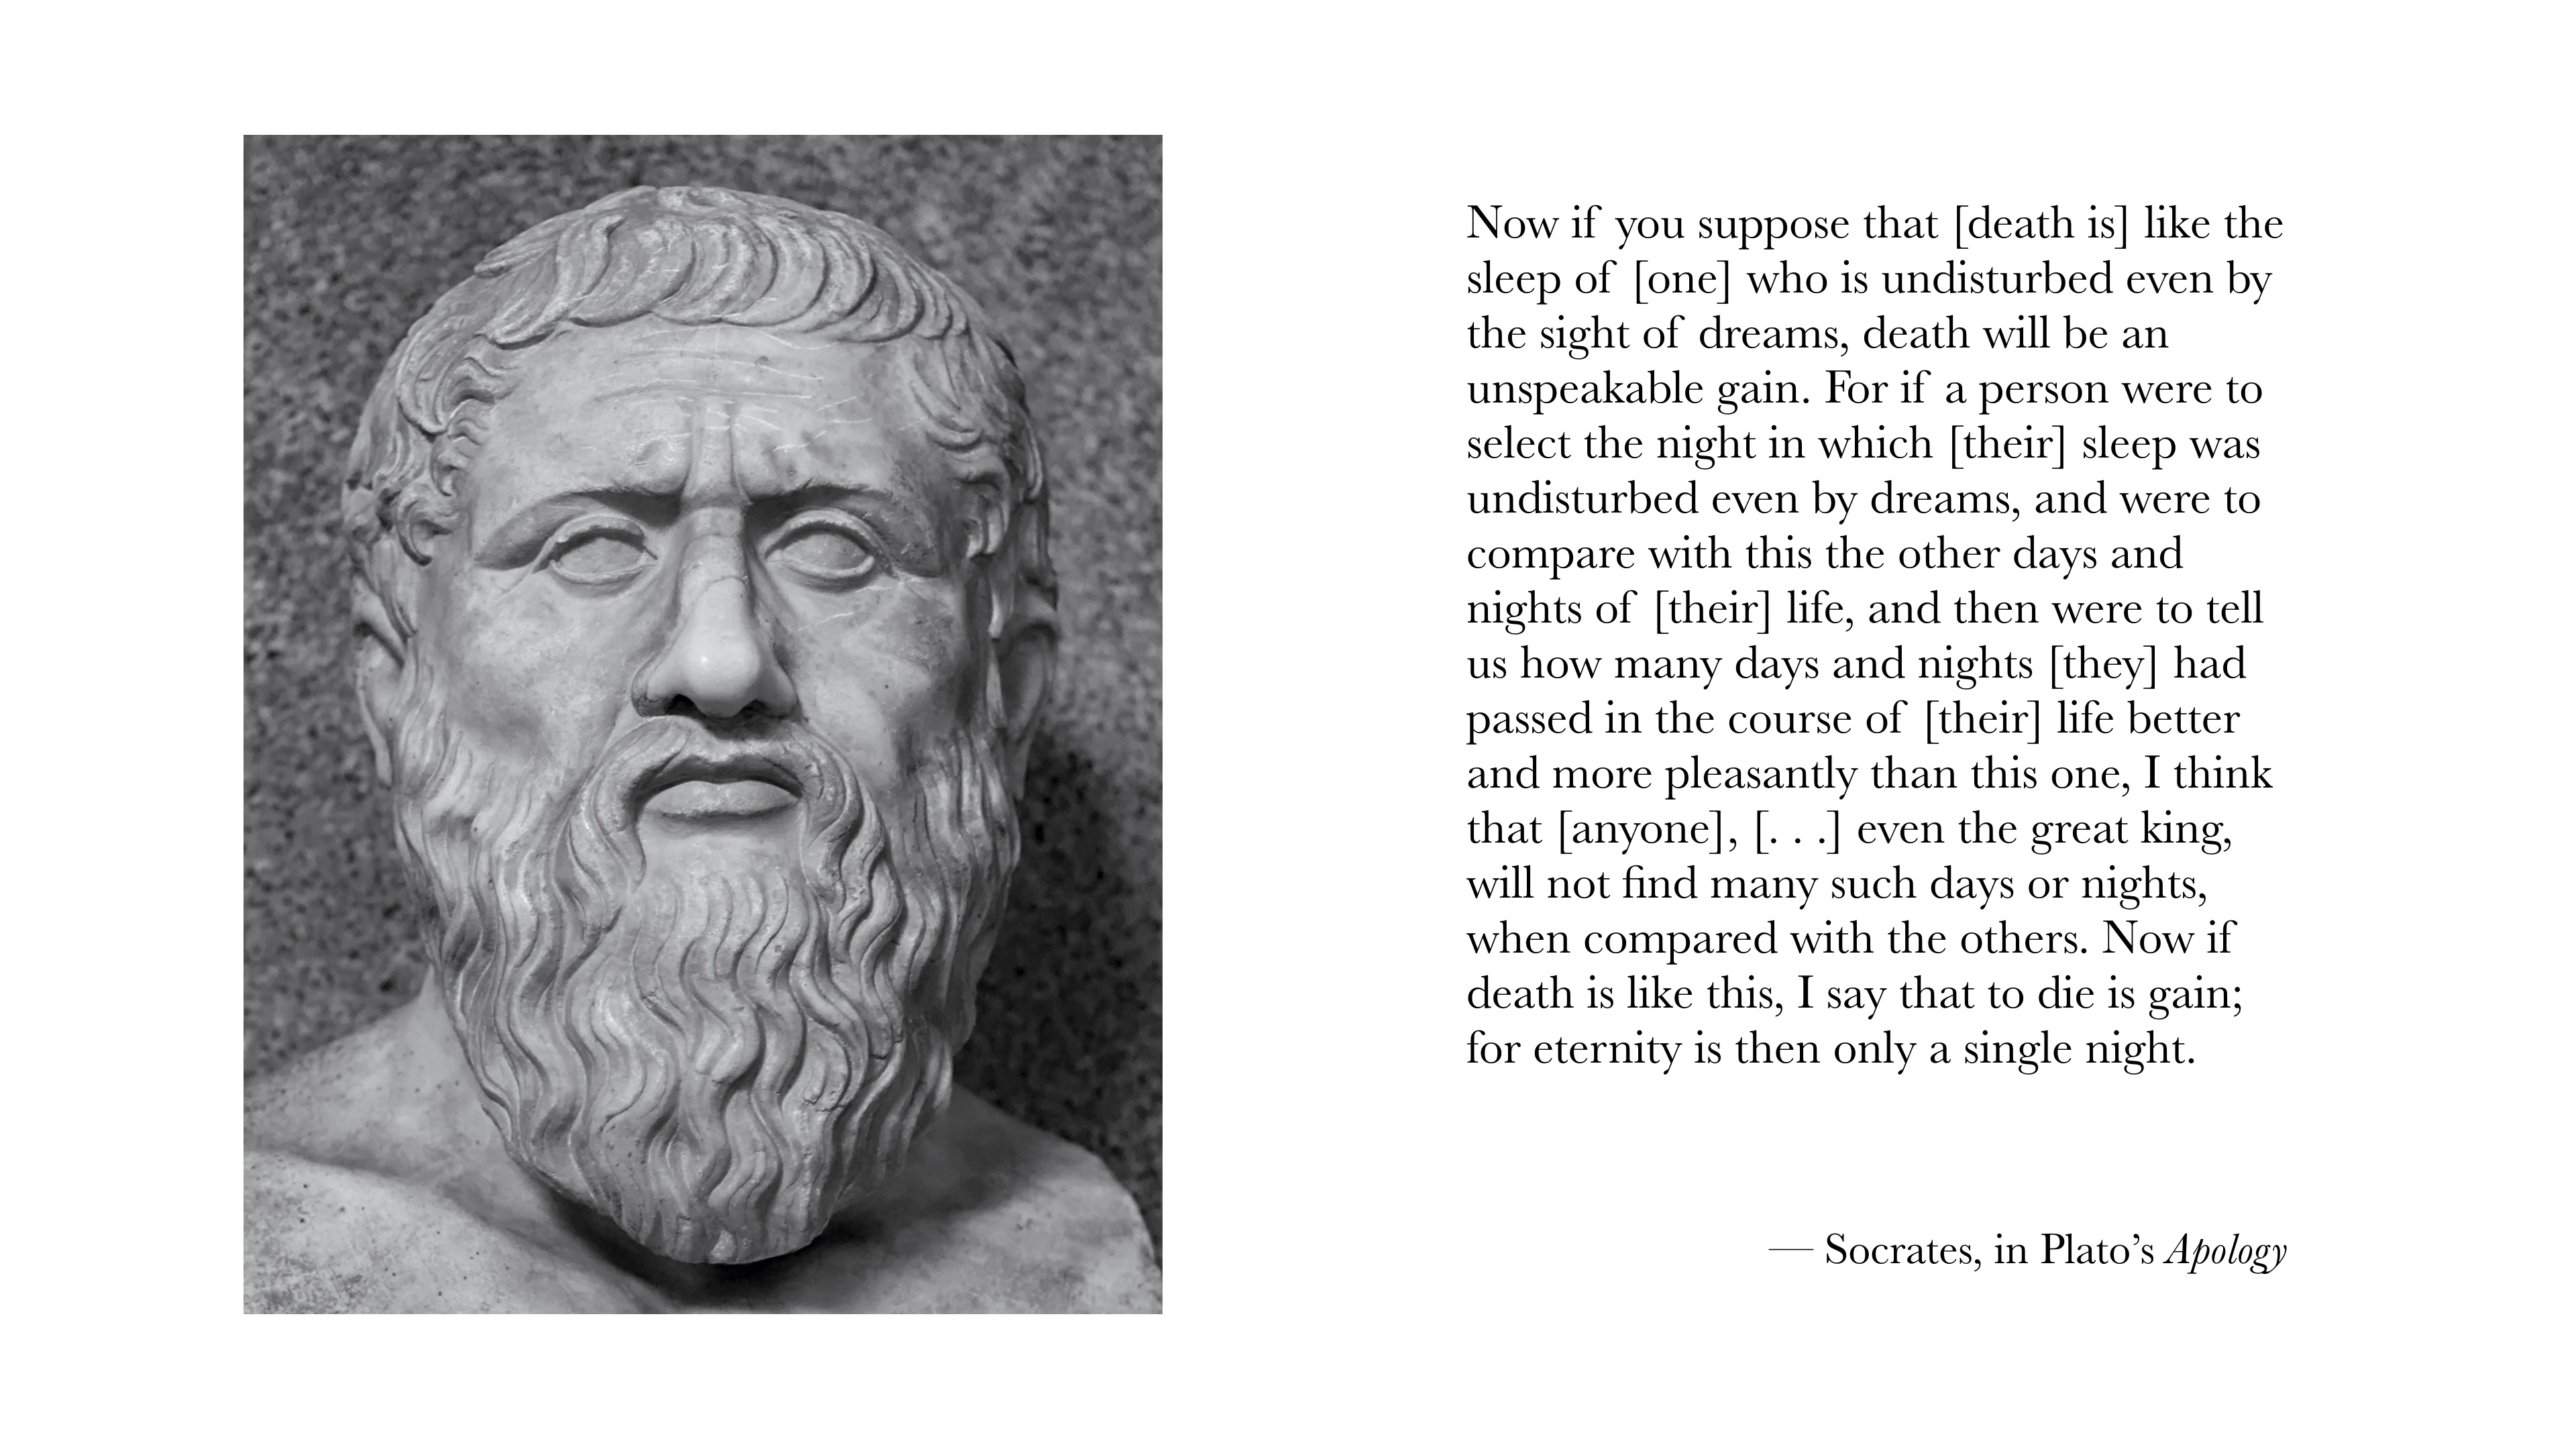 Now if you suppose that [death is] like the
sleep of [one] who is undisturbed even by
the sight of dreams, death will be an
unspeakable gain. For if a person were to
select the night in which [their] sleep was
undisturbed even by dreams, and were to
compare with this the other days and
nights of [their] life, and then were to tell
us how many days and nights [they] had
passed in the course of [their] life better
and more pleasantly than this one, I think
that [anyone], [. . .] even the great king,
will not find many such days or nights,
when compared with the others. Now if
death is like this, I say that to die is gain;
for eternity is then only a single night.
— Socrates, in Plato’s Apology